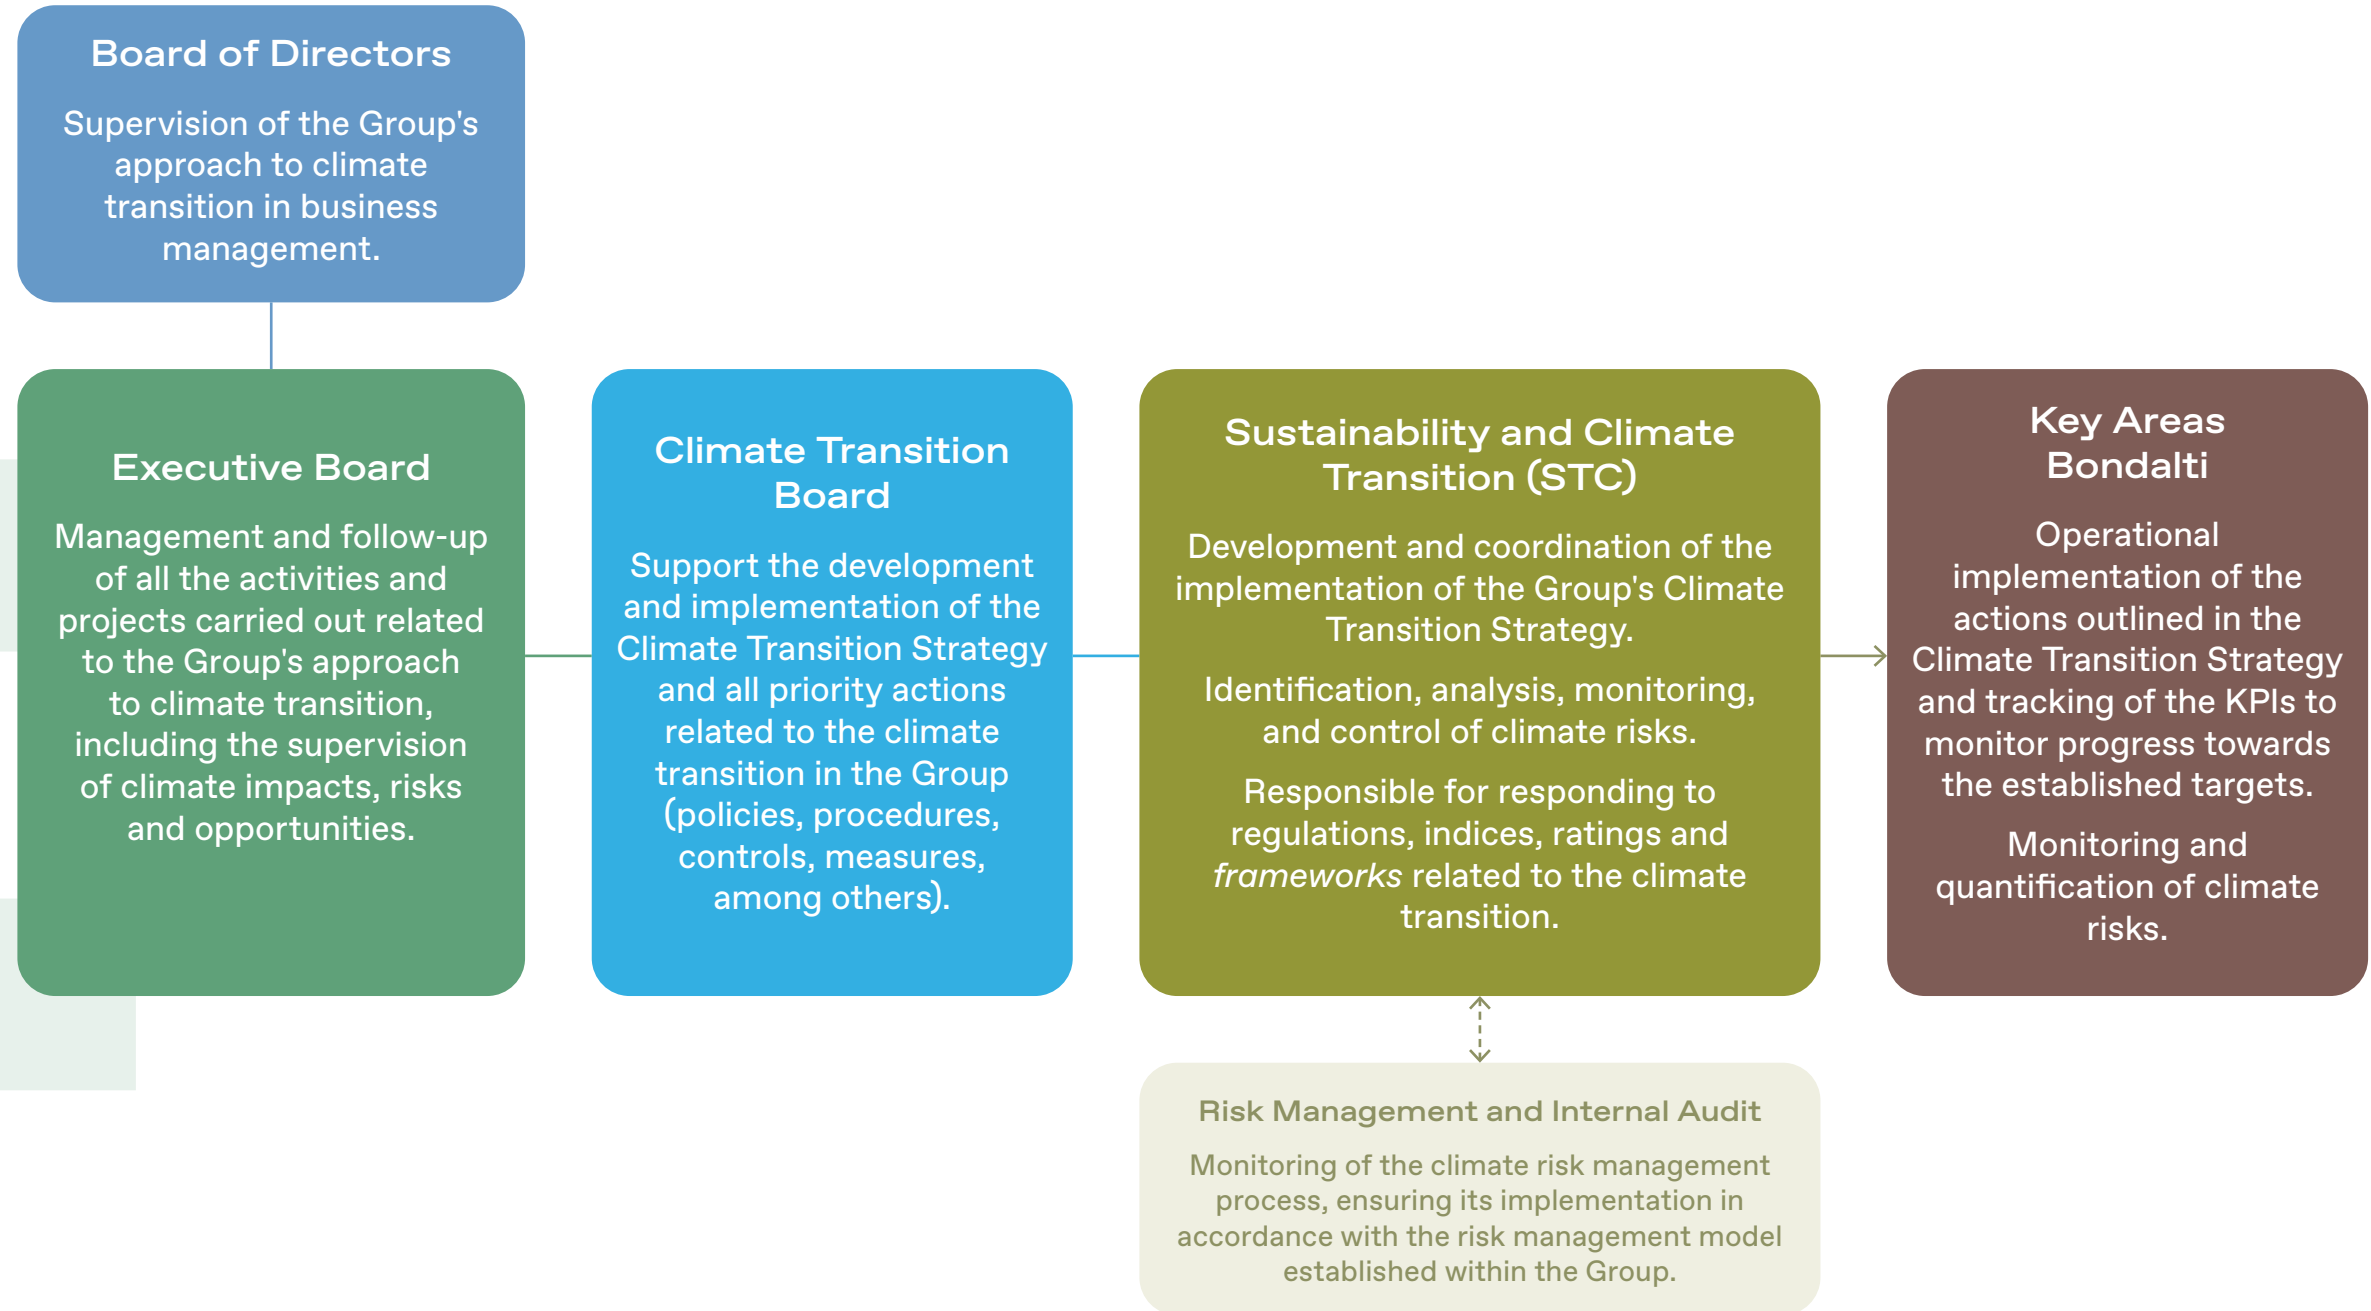 Board of Directors
Supervision of the Group's
approach to climate
transition in business
management.
Executive Board
Management and follow-up
of all the activities and
projects carried out related
to the Group's approach
to climate transition,
including the supervision
of climate impacts, risks
and opportunities.
Climate Transition
Board
Support the development
and implementation of the
Climate Transition Strategy
and all priority actions
related to the climate
transition in the Group
(policies, procedures,
controls, measures,
among others).
Sustainability and Climate
Transition (STC)
Development and coordination of the
implementation of the Group's Climate
Transition Strategy.
Identification, analysis, monitoring,
and control of climate risks.
Responsible for responding to
regulations, indices, ratings and
frameworks related to the climate
transition.
Key Areas
Bondalti
Operational
implementation of the
actions outlined in the
Climate Transition Strategy
and tracking of the KPIs to
monitor progress towards
the established targets.
Monitoring and
quantification of climate
risks.
Risk Management and Internal Audit
Monitoring of the climate risk management
process, ensuring its implementation in
accordance with the risk management model
established within the Group.